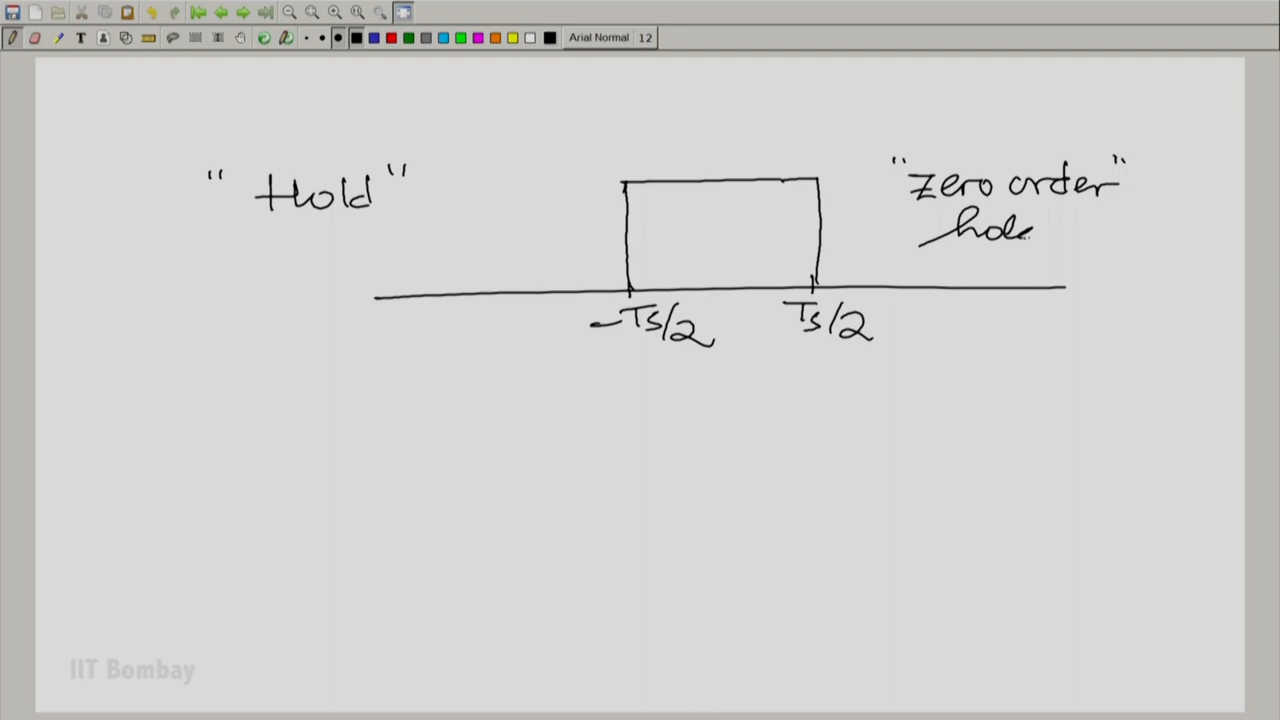 Arial Normal 12
"Hold"
"Zero order"
hold
-Ts/2 Ts/2
IIT Bombay